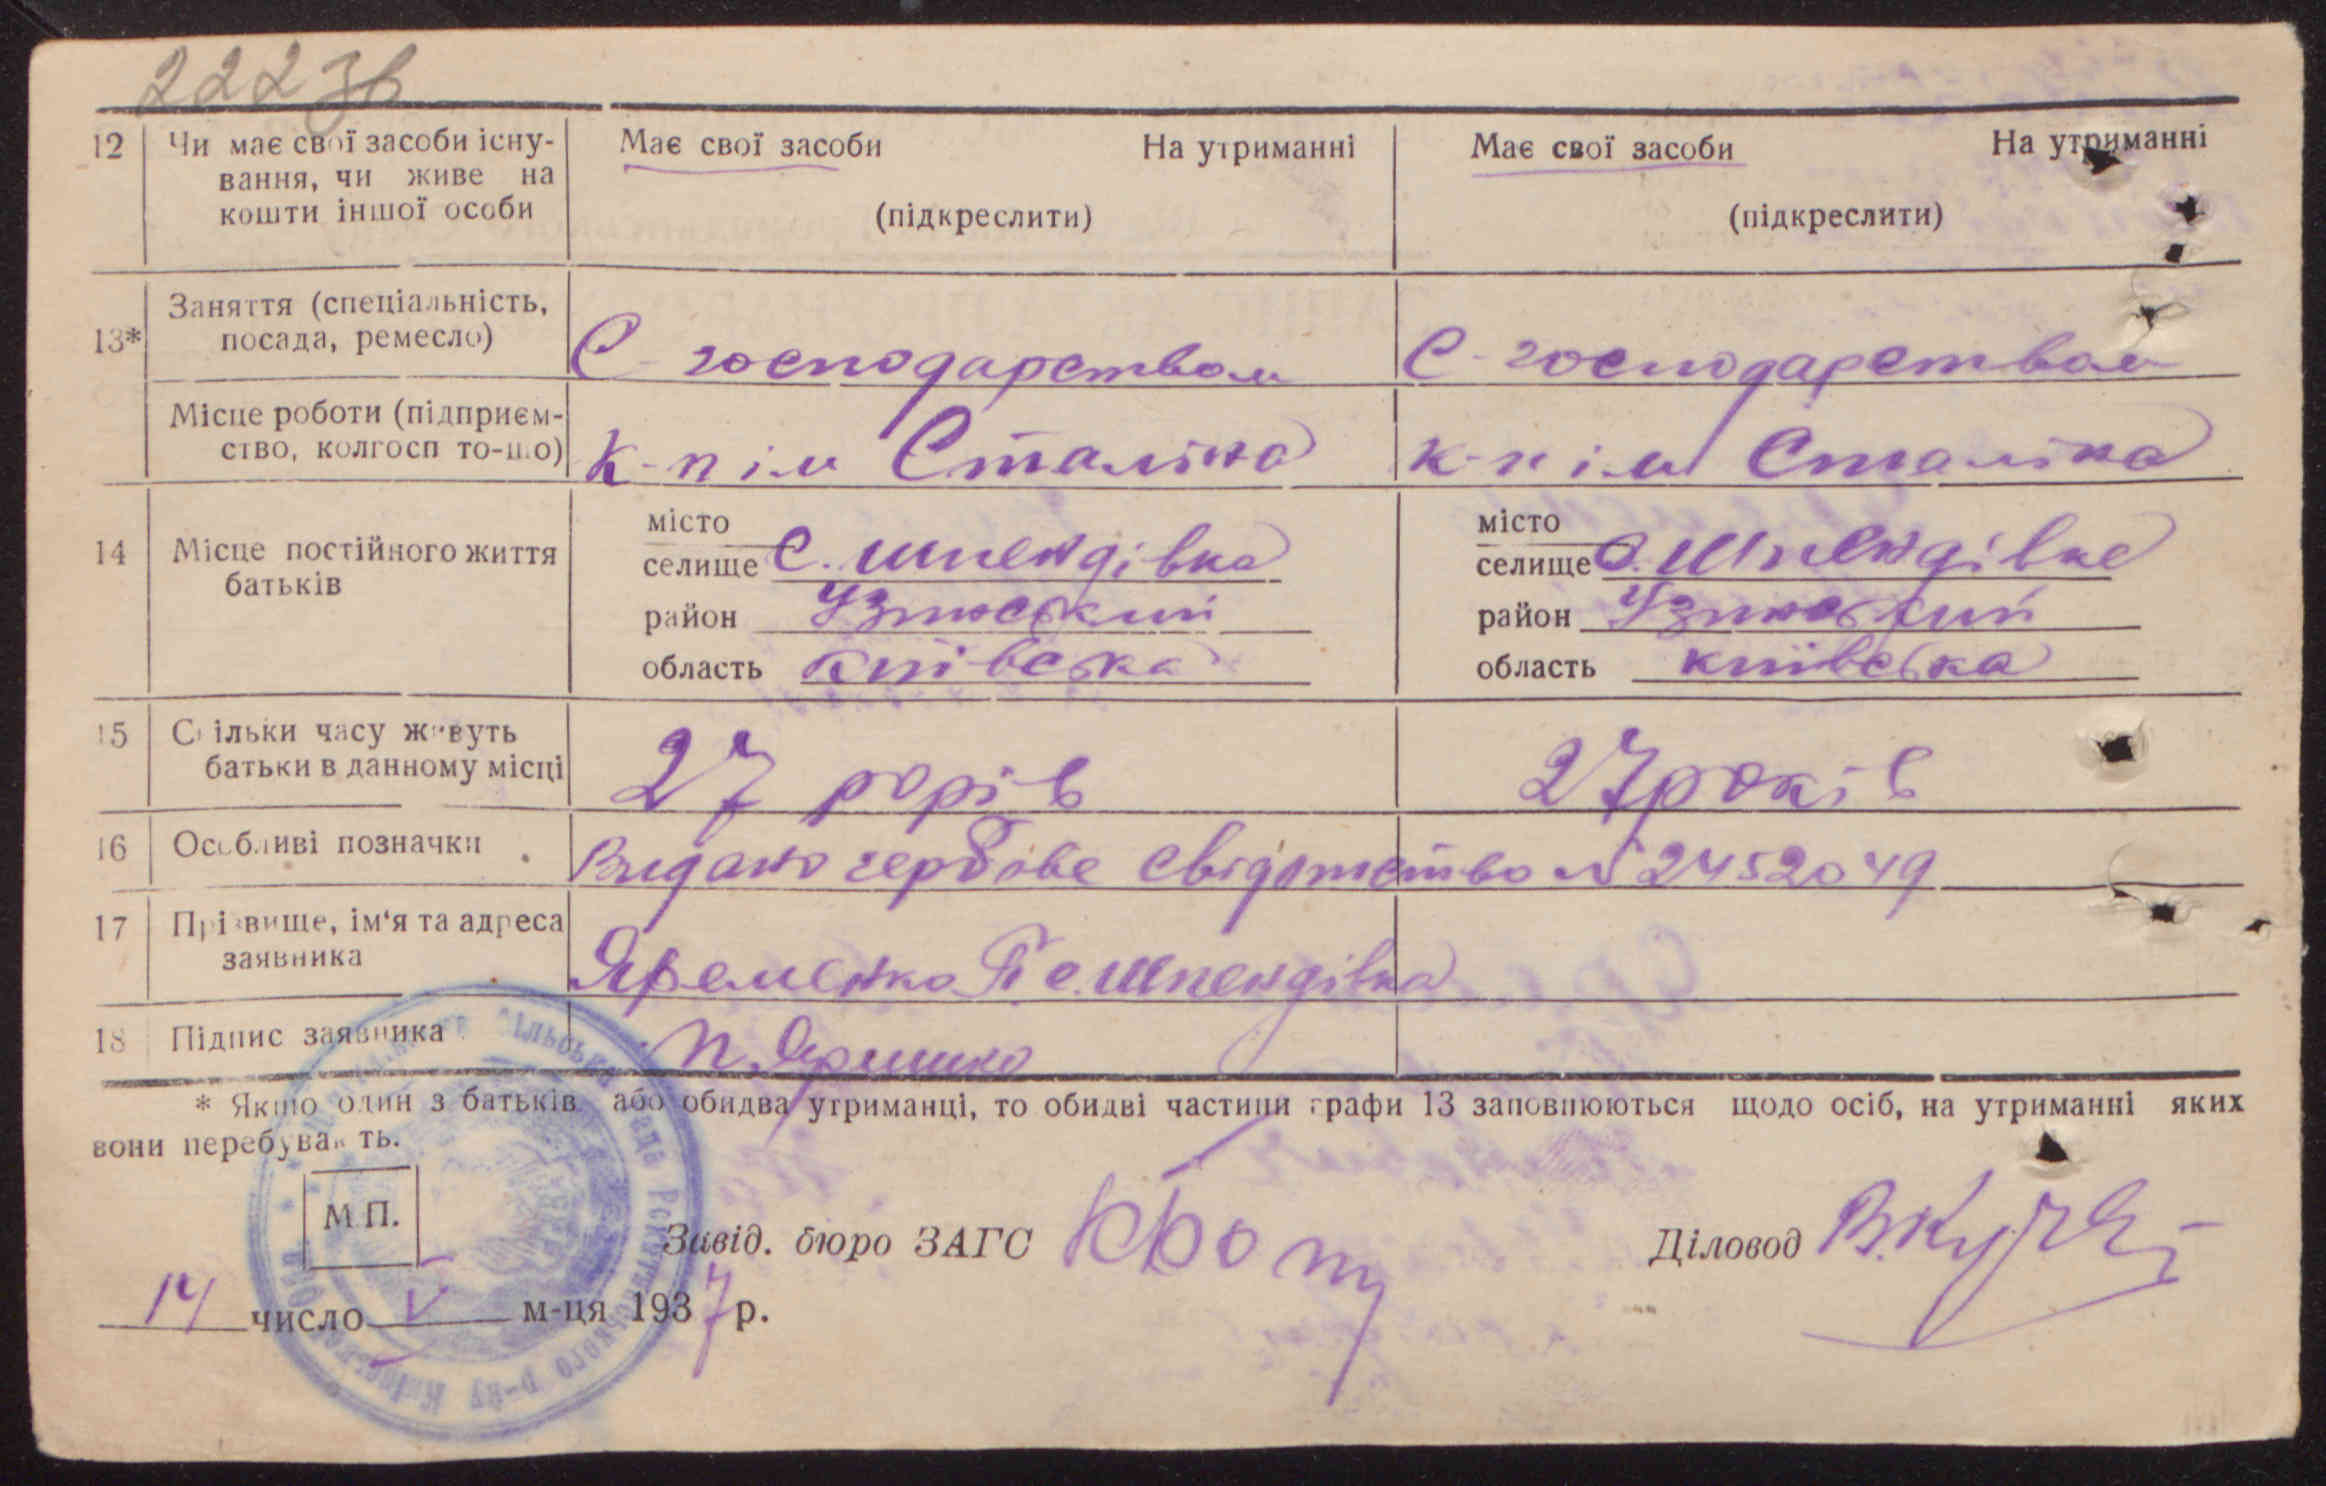 222зв
12 Чи має свої засоби існу- Має свої засоби На утриманні Має свої засоби На утриманні
вання, чи живе на
кошти іншої особи (підкреслити) (підкреслити)
Заняття (спеціальність,
13* посада, ремесло) С-господарством С-господарством
Місце роботи (підприєм-
ство, колгосп то-що) к-п ім Сталіна к-п ім Сталіна
місто місто
14 Місце постійного життя селище С. Шпендівка селище С. Шпендівка
батьків
район Узинський район Узинський
область київська область київська
15 Скільки часу живуть
батьки в данному місці 27 рорів 27 років
16 Особливі позначки Видано гербове свідотство № 2452049
17 Прізвище, ім'я та адреса
заявника Яременко П с. Шпендівка
18 Підпис заявника П. Яришко
* Якщо один з батьків або обидва утриманці, то обидві частини графи 13 заповнюються щодо осіб, на утриманні яких
вони перебувають.
М.П.
Завід. бюро ЗАГС Діловод
14 число V м-ця 1937 р.